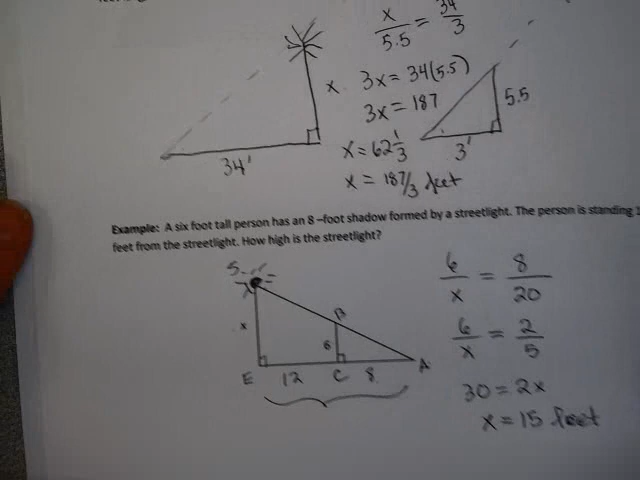 x/5.5 = 34/3
x 3x = 34(5.5)
3x = 187
5.5
x = 62 1/3
34'
3'
x = 187/3 feet
Example: A six foot tall person has an 8 –foot shadow formed by a streetlight. The person is standing
feet from the streetlight. How high is the streetlight?
S
6/x = 8/20
B
x
6
6/x = 2/5
A
E 12 C 8
30 = 2x
x = 15 feet